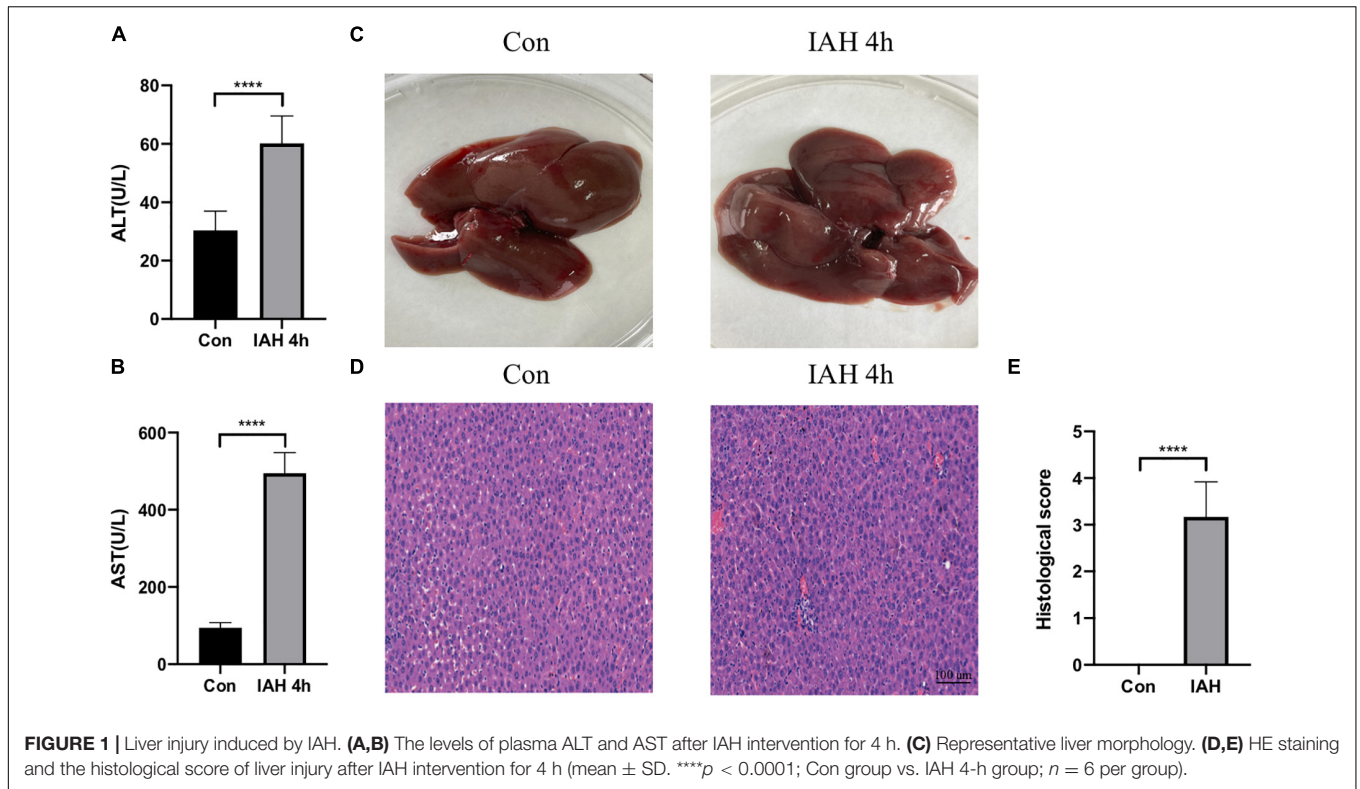 A
C
Con
IAH 4h
ALT(U/L)
80
60
40
20
0
****
Con
IAH 4h
B
D
Con
IAH 4h
E
AST(U/L)
600
400
200
0
****
Con
IAH 4h
100 um
Histological score
5
4
3
2
1
0
****
Con
IAH
FIGURE 1 | Liver injury induced by IAH. (A,B) The levels of plasma ALT and AST after IAH intervention for 4 h. (C) Representative liver morphology. (D,E) HE staining
and the histological score of liver injury after IAH intervention for 4 h (mean ± SD. ****p < 0.0001; Con group vs. IAH 4-h group; n = 6 per group).